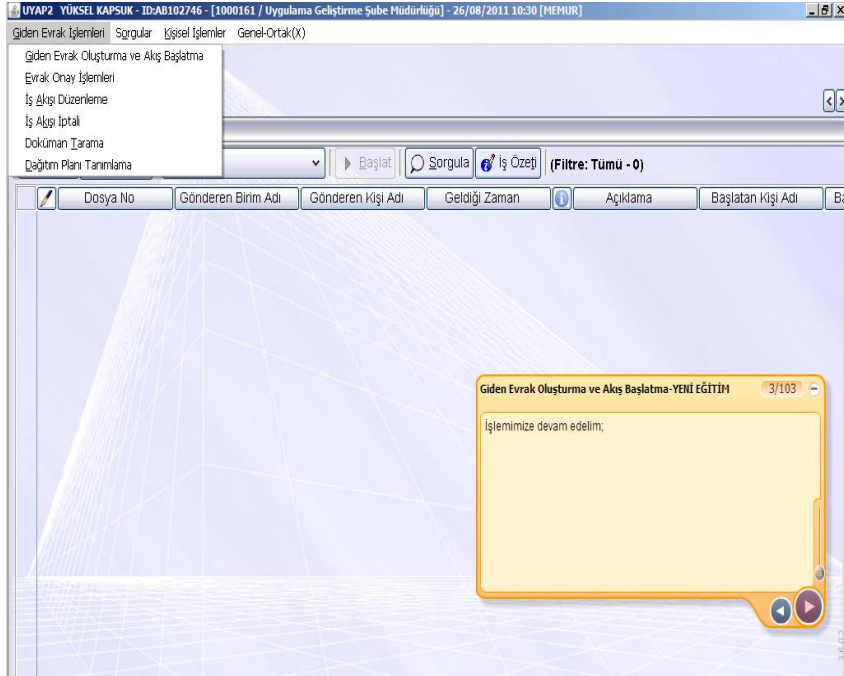 UYAP2 YÜKSEL KAPSUK - ID:AB102746 - [1000161 / Uygulama Geliştirme Şube Müdürlüğü] - 26/08/2011 10:30 [MEMUR]
Giden Evrak İşlemleri Sorgular Kişisel İşlemler Genel-Ortak(X)
Giden Evrak Oluşturma ve Akış Başlatma
Evrak Onay İşlemleri
İş Akışı Düzenleme
İş Akışı İptali
Doküman Tarama
Dağıtım Planı Tanımlama
Başlat Sorgula İş Özeti (Filtre: Tümü - 0)
Dosya No Gönderen Birim Adı Gönderen Kişi Adı Geldiği Zaman Açıklama Başlatan Kişi Adı
Giden Evrak Oluşturma ve Akış Başlatma-YENİ EĞİTİM 3/103
İşlemimize devam edelim;